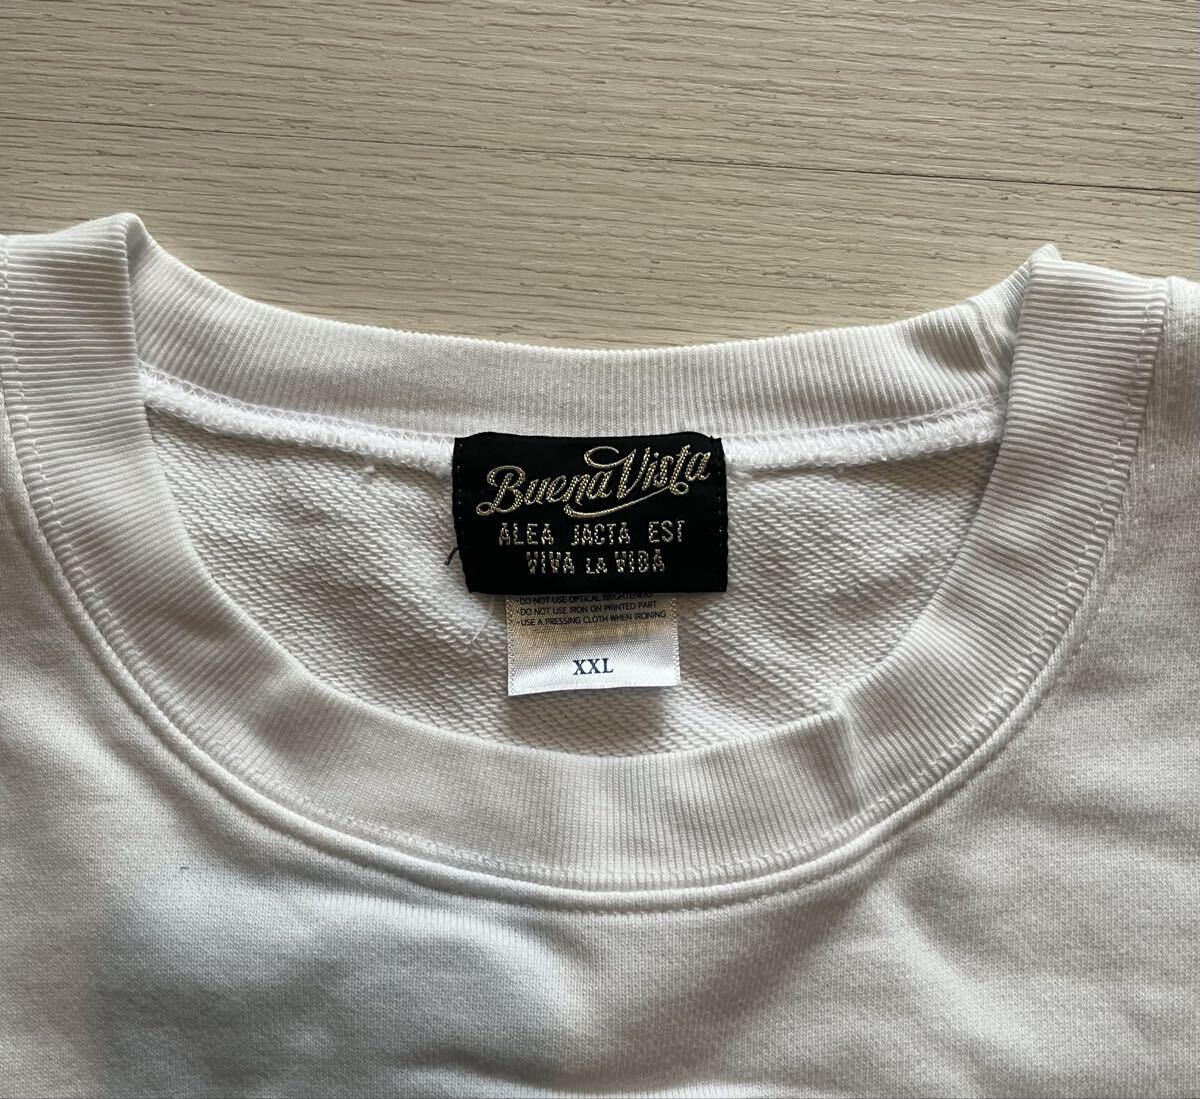 Buena Vista
ALEA JACTA EST
VIVA LA VIDA
・DO NOT USE OPTICAL BRIGHTENERS
・DO NOT USE IRON ON PRINTED PART
・USE A PRESSING CLOTH WHEN IRONING
XXL